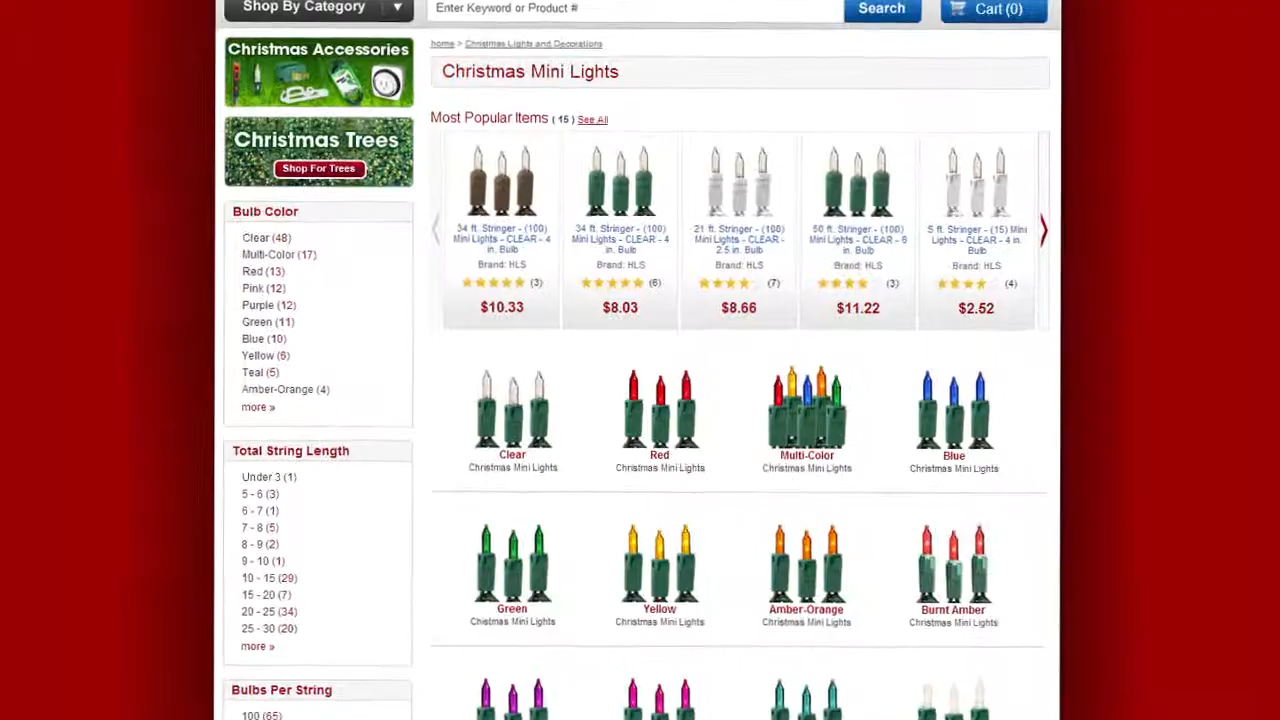 Shop By Category ▼
Enter Keyword or Product #
Search
Cart (0)
Christmas Accessories
Christmas Trees
Shop For Trees
Bulb Color
Clear (48)
Multi-Color (17)
Red (13)
Pink (12)
Purple (12)
Green (11)
Blue (10)
Yellow (6)
Teal (5)
Amber-Orange (4)
more »
Total String Length
Under 3 (1)
5 - 6 (3)
6 - 7 (1)
7 - 8 (5)
8 - 9 (2)
9 - 10 (1)
10 - 15 (29)
15 - 20 (7)
20 - 25 (34)
25 - 30 (20)
more »
Bulbs Per String
100 (65)
home > Christmas Lights and Decorations
Christmas Mini Lights
Most Popular Items ( 15 ) See All
34 ft. Stringer - (100)
Mini Lights - CLEAR - 4
in. Bulb
Brand: HLS
(3)
$10.33
34 ft. Stringer - (100)
Mini Lights - CLEAR - 4
in. Bulb
Brand: HLS
(6)
$8.03
21 ft. Stringer - (100)
Mini Lights - CLEAR -
2.5 in. Bulb
Brand: HLS
(7)
$8.66
50 ft. Stringer - (100)
Mini Lights - CLEAR - 6
in. Bulb
Brand: HLS
(3)
$11.22
5 ft. Stringer - (15) Mini
Lights - CLEAR - 4 in.
Bulb
Brand: HLS
(4)
$2.52
Clear
Christmas Mini Lights
Red
Christmas Mini Lights
Multi-Color
Christmas Mini Lights
Blue
Christmas Mini Lights
Green
Chistmas Mini Lights
Yellow
Christmas Mini Lights
Amber-Orange
Christmas Mini Lights
Burnt Amber
Christmas Mini Lights